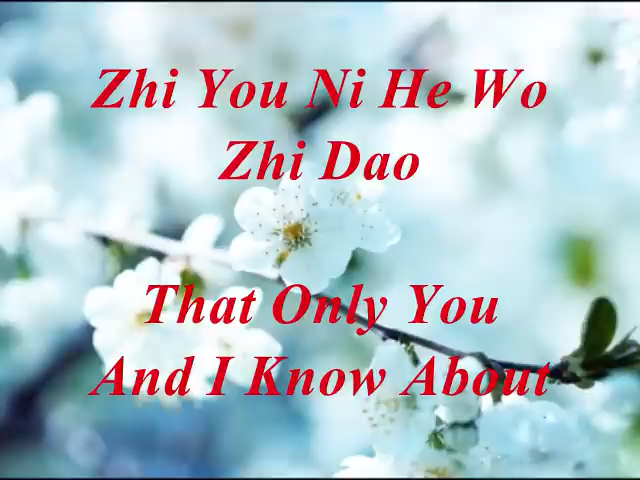 Zhi You Ni He Wo
Zhi Dao
That Only You
And I Know About